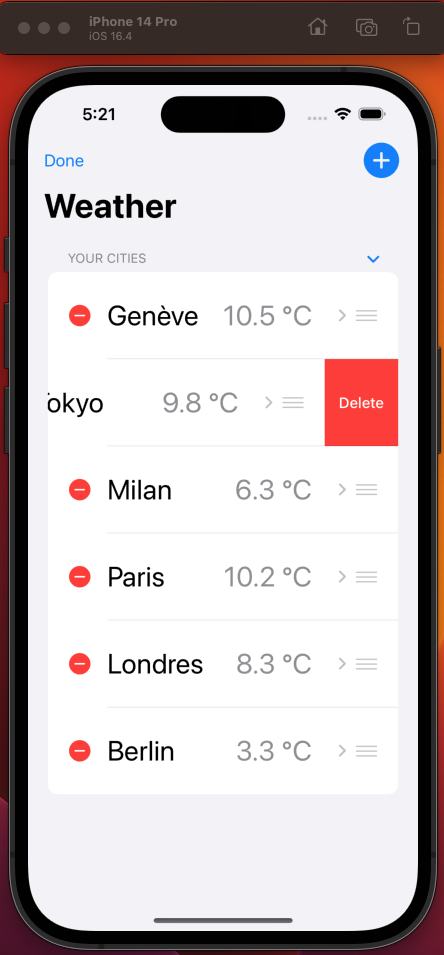 iPhone 14 Pro
iOS 16.4
5:21
Done
Weather
YOUR CITIES
Genève 10.5 °C
okyo 9.8 °C Delete
Milan 6.3 °C
Paris 10.2 °C
Londres 8.3 °C
Berlin 3.3 °C